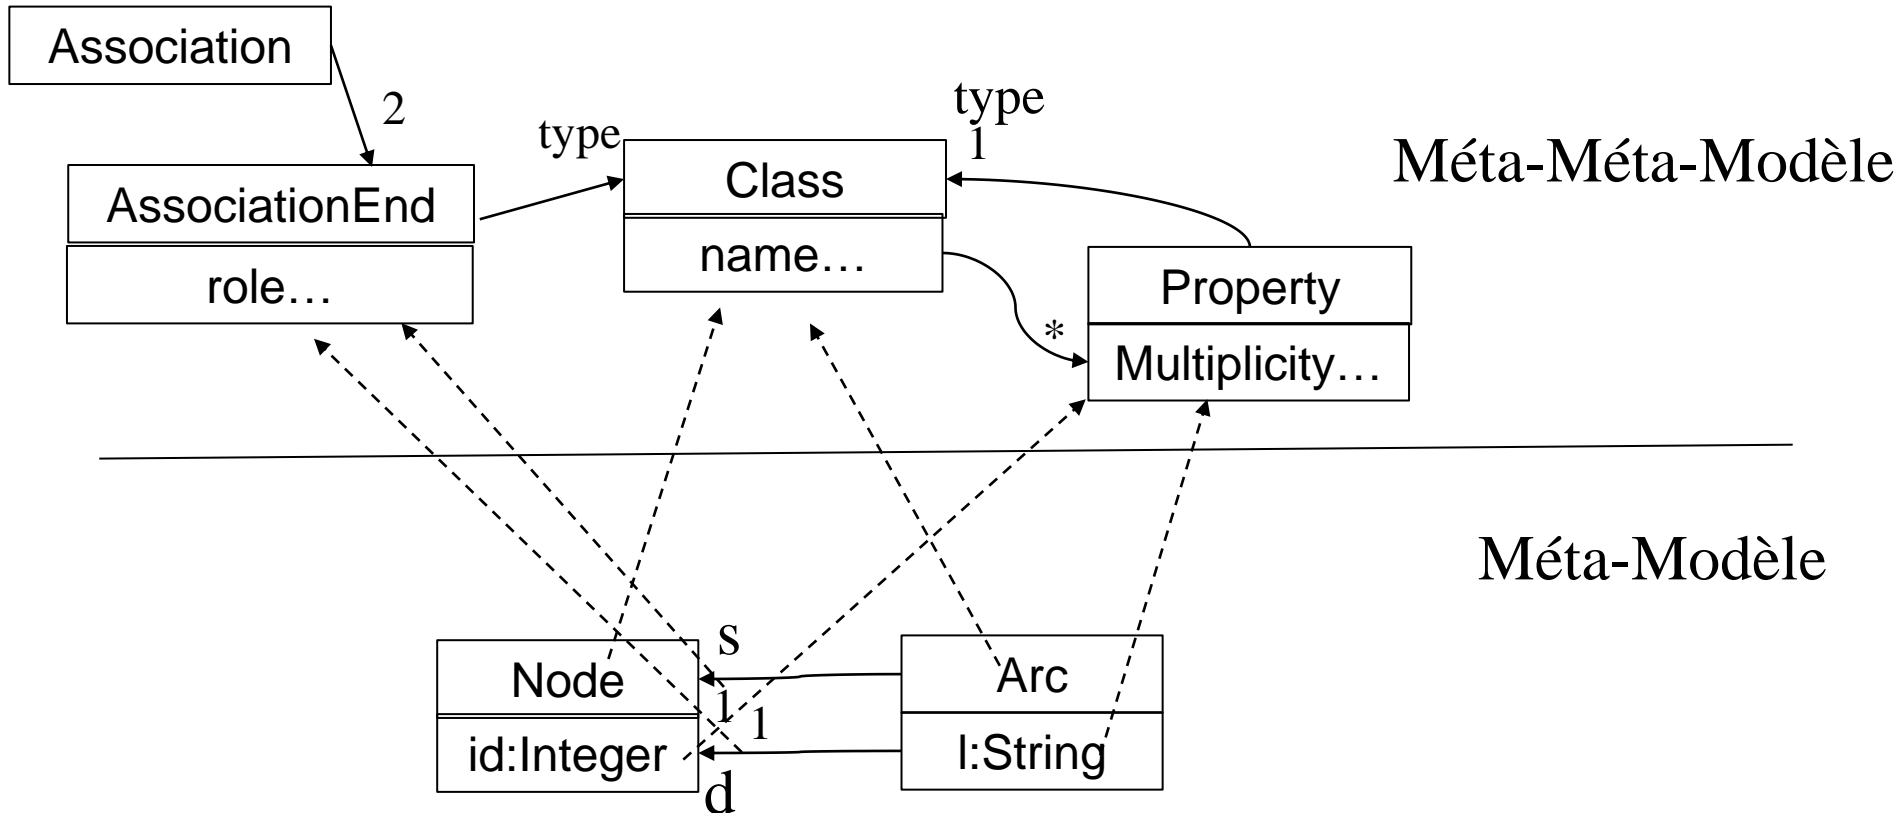 Association
2
type
type
1
Class
Méta-Méta-Modèle
AssociationEnd
name…
role…
Property
*
Multiplicity…
Méta-Modèle
s
Node
Arc
1
1
id:Integer
l:String
d